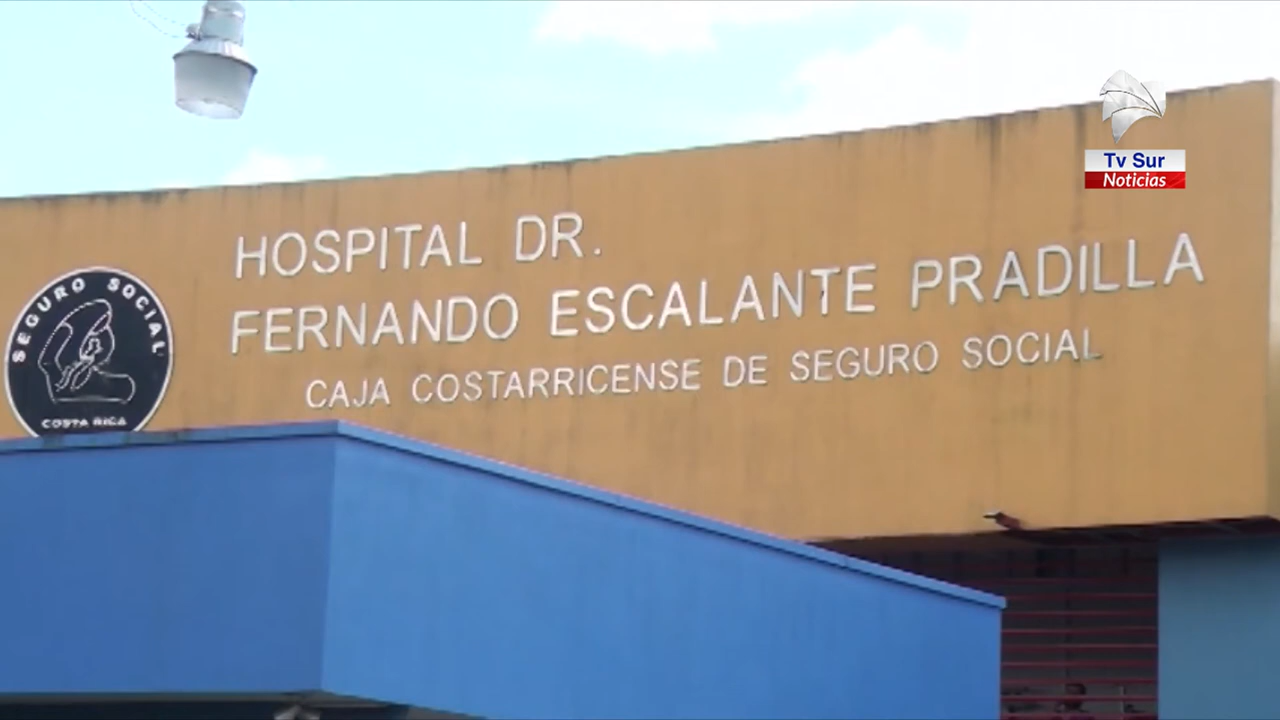 Tv Sur
Noticias
HOSPITAL DR.
FERNANDO ESCALANTE PRADILLA
CAJA COSTARRICENSE DE SEGURO SOCIAL
SEGURO SOCIAL
COSTA RICA